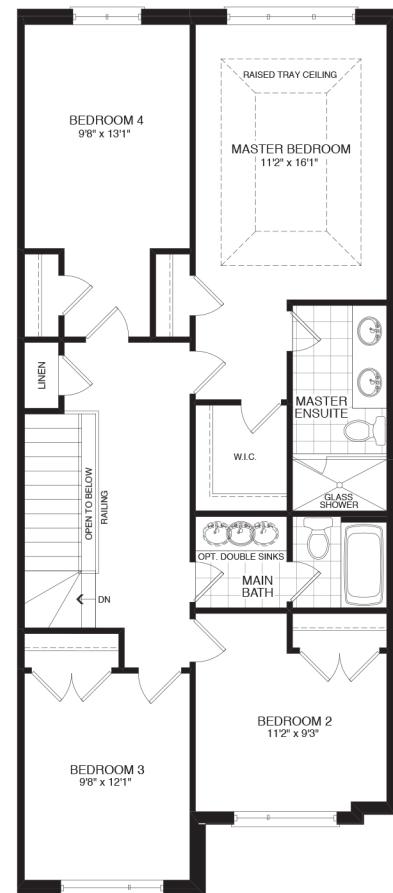 RAISED TRAY CEILING
BEDROOM 4
9'8" x 13'1"
MASTER BEDROOM
11'2" x 16'1"
LINEN
MASTER
ENSUITE
W.I.C.
OPEN TO BELOW
RAILING
GLASS
SHOWER
OPT. DOUBLE SINKS
MAIN
BATH
DN
BEDROOM 2
11'2" x 9'3"
BEDROOM 3
9'8" x 12'1"